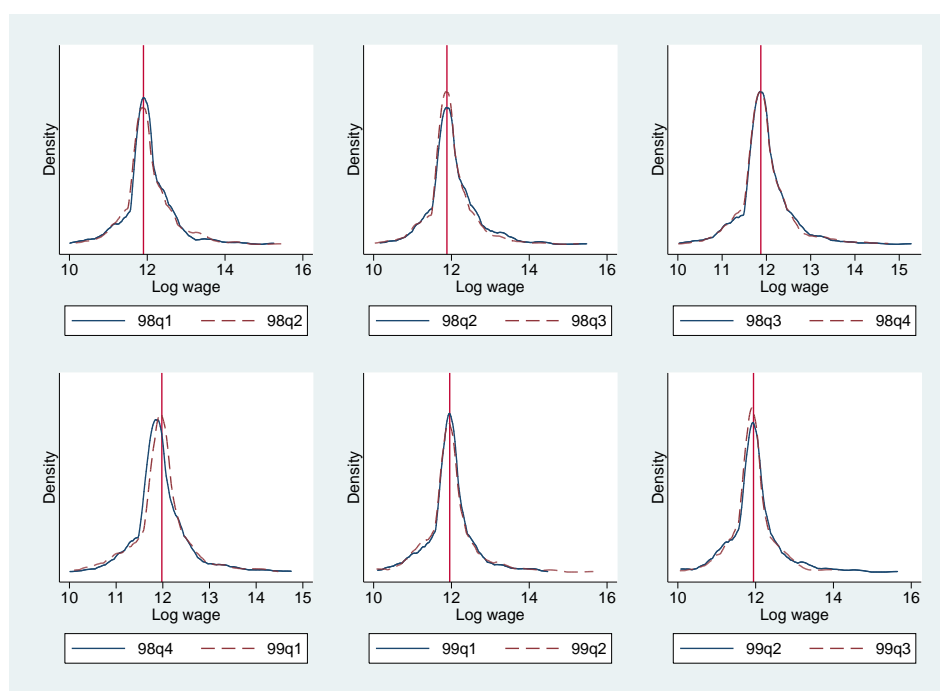 Density
10 12 14 16
Log wage
98q1 98q2
Density
10 12 14 16
Log wage
98q2 98q3
Density
10 11 12 13 14 15
Log wage
98q3 98q4
Density
10 11 12 13 14 15
Log wage
98q4 99q1
Density
10 12 14 16
Log wage
99q1 99q2
Density
10 12 14 16
Log wage
99q2 99q3